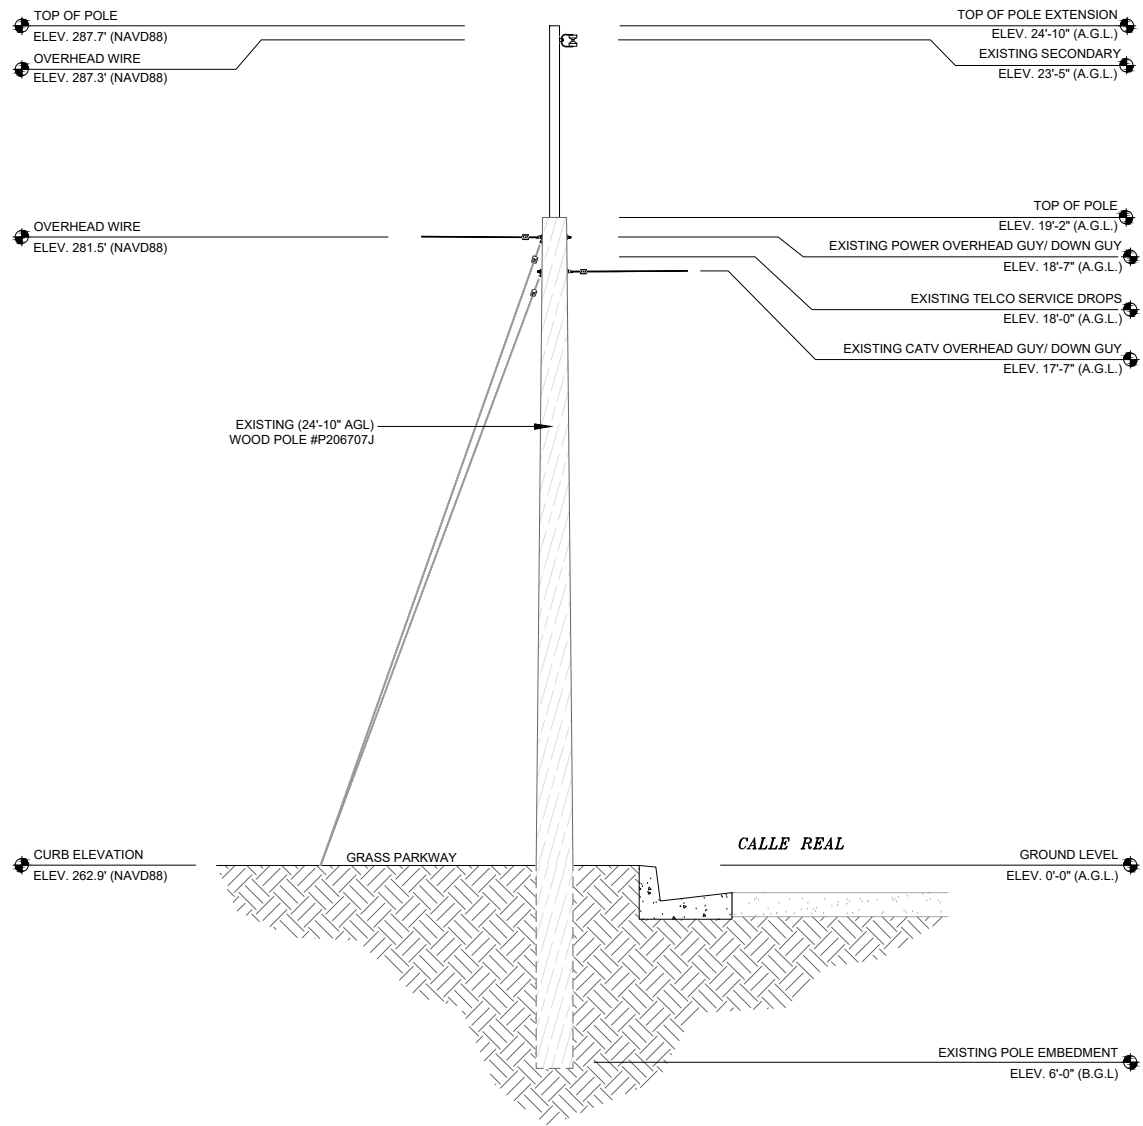 TOP OF POLE
ELEV. 287.7' (NAVD88)
OVERHEAD WIRE
ELEV. 287.3' (NAVD88)
TOP OF POLE EXTENSION
ELEV. 24'-10" (A.G.L.)
EXISTING SECONDARY
ELEV. 23'-5" (A.G.L.)
OVERHEAD WIRE
ELEV. 281.5' (NAVD88)
TOP OF POLE
ELEV. 19'-2" (A.G.L.)
EXISTING POWER OVERHEAD GUY/ DOWN GUY
ELEV. 18'-7" (A.G.L.)
EXISTING TELCO SERVICE DROPS
ELEV. 18'-0" (A.G.L.)
EXISTING CATV OVERHEAD GUY/ DOWN GUY
ELEV. 17'-7" (A.G.L.)
EXISTING (24'-10" AGL)
WOOD POLE #P206707J
CURB ELEVATION
ELEV. 262.9' (NAVD88)
GRASS PARKWAY
CALLE REAL
GROUND LEVEL
ELEV. 0'-0" (A.G.L.)
EXISTING POLE EMBEDMENT
ELEV. 6'-0" (B.G.L)